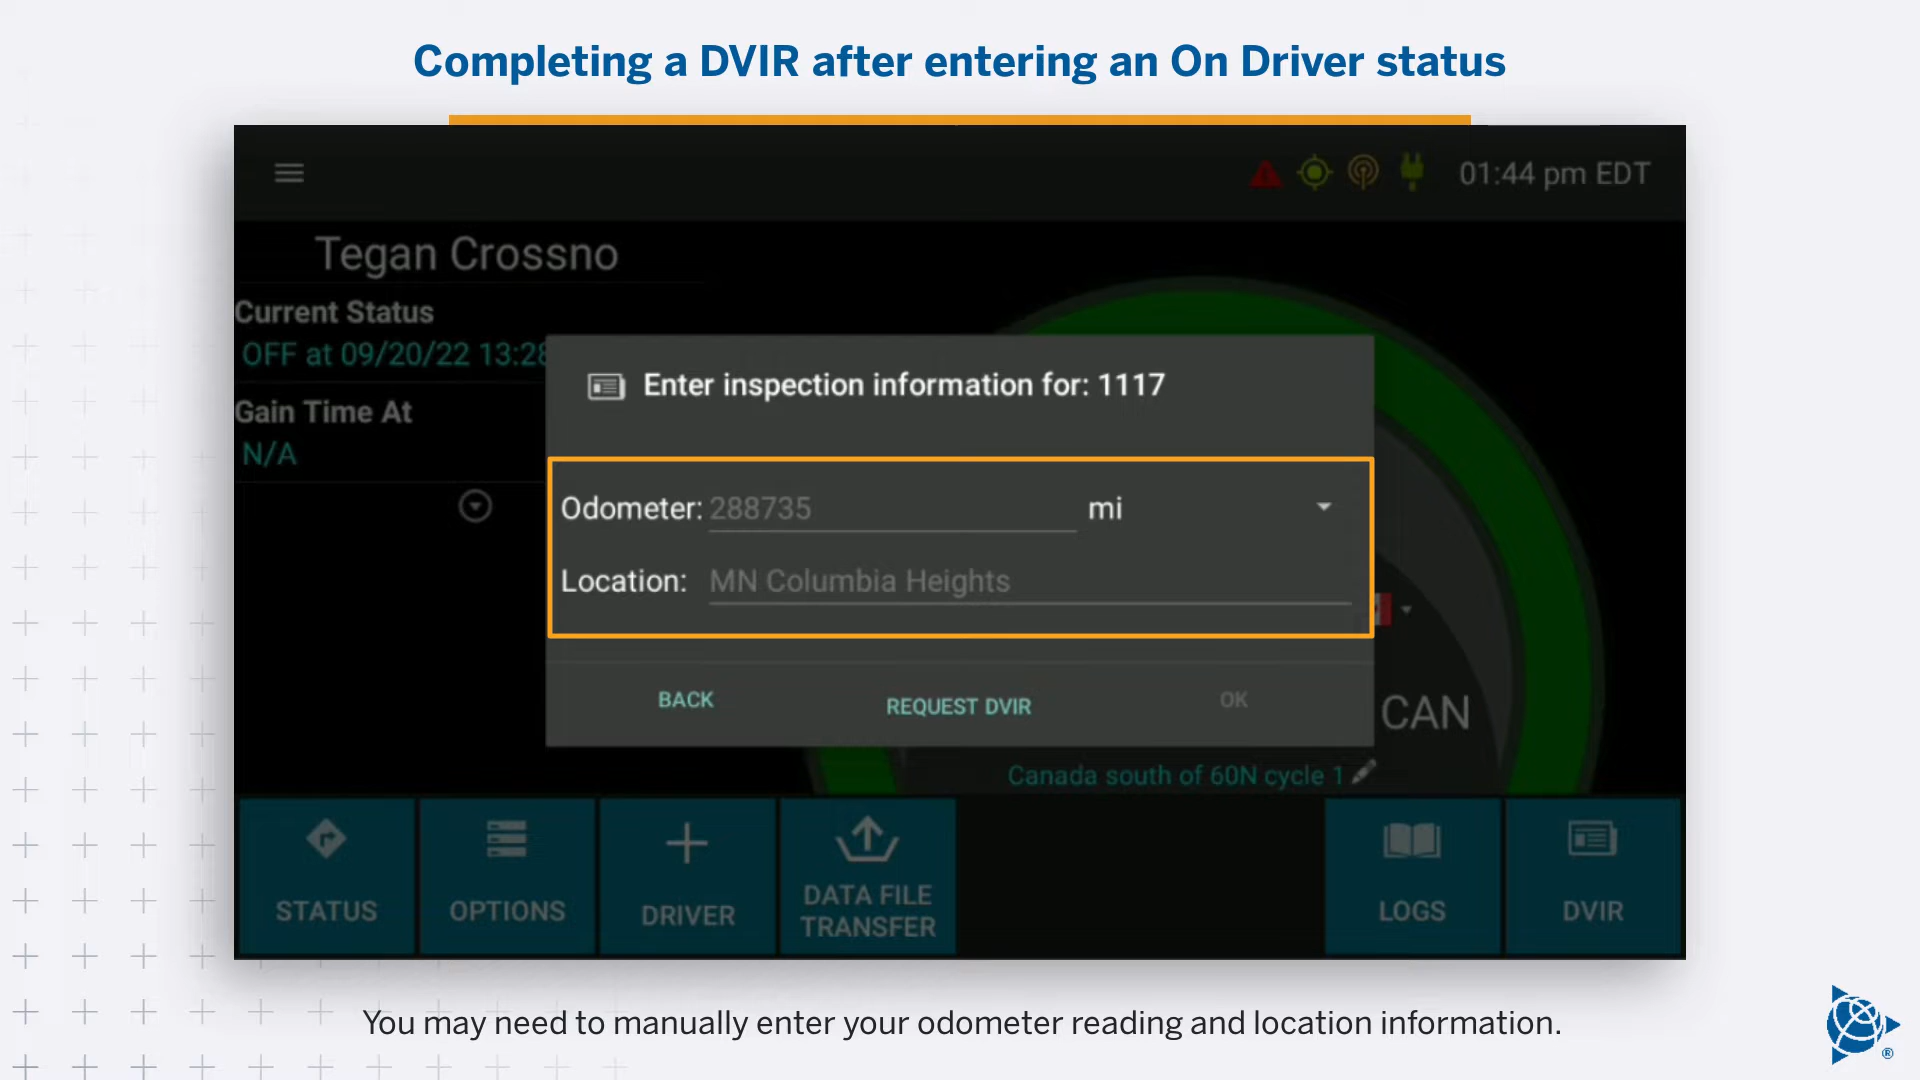 Completing a DVIR after entering an On Driver status
01:44 pm EDT
Tegan Crossno
Current Status
OFF at 09/20/22 13:28
Gain Time At
N/A
Enter inspection information for: 1117
Odometer: 288735 mi
Location: MN Columbia Heights
BACK REQUEST DVIR OK
CAN
Canada south of 60N cycle 1
STATUS
OPTIONS
DRIVER
DATA FILE
TRANSFER
LOGS
DVIR
You may need to manually enter your odometer reading and location information.
®